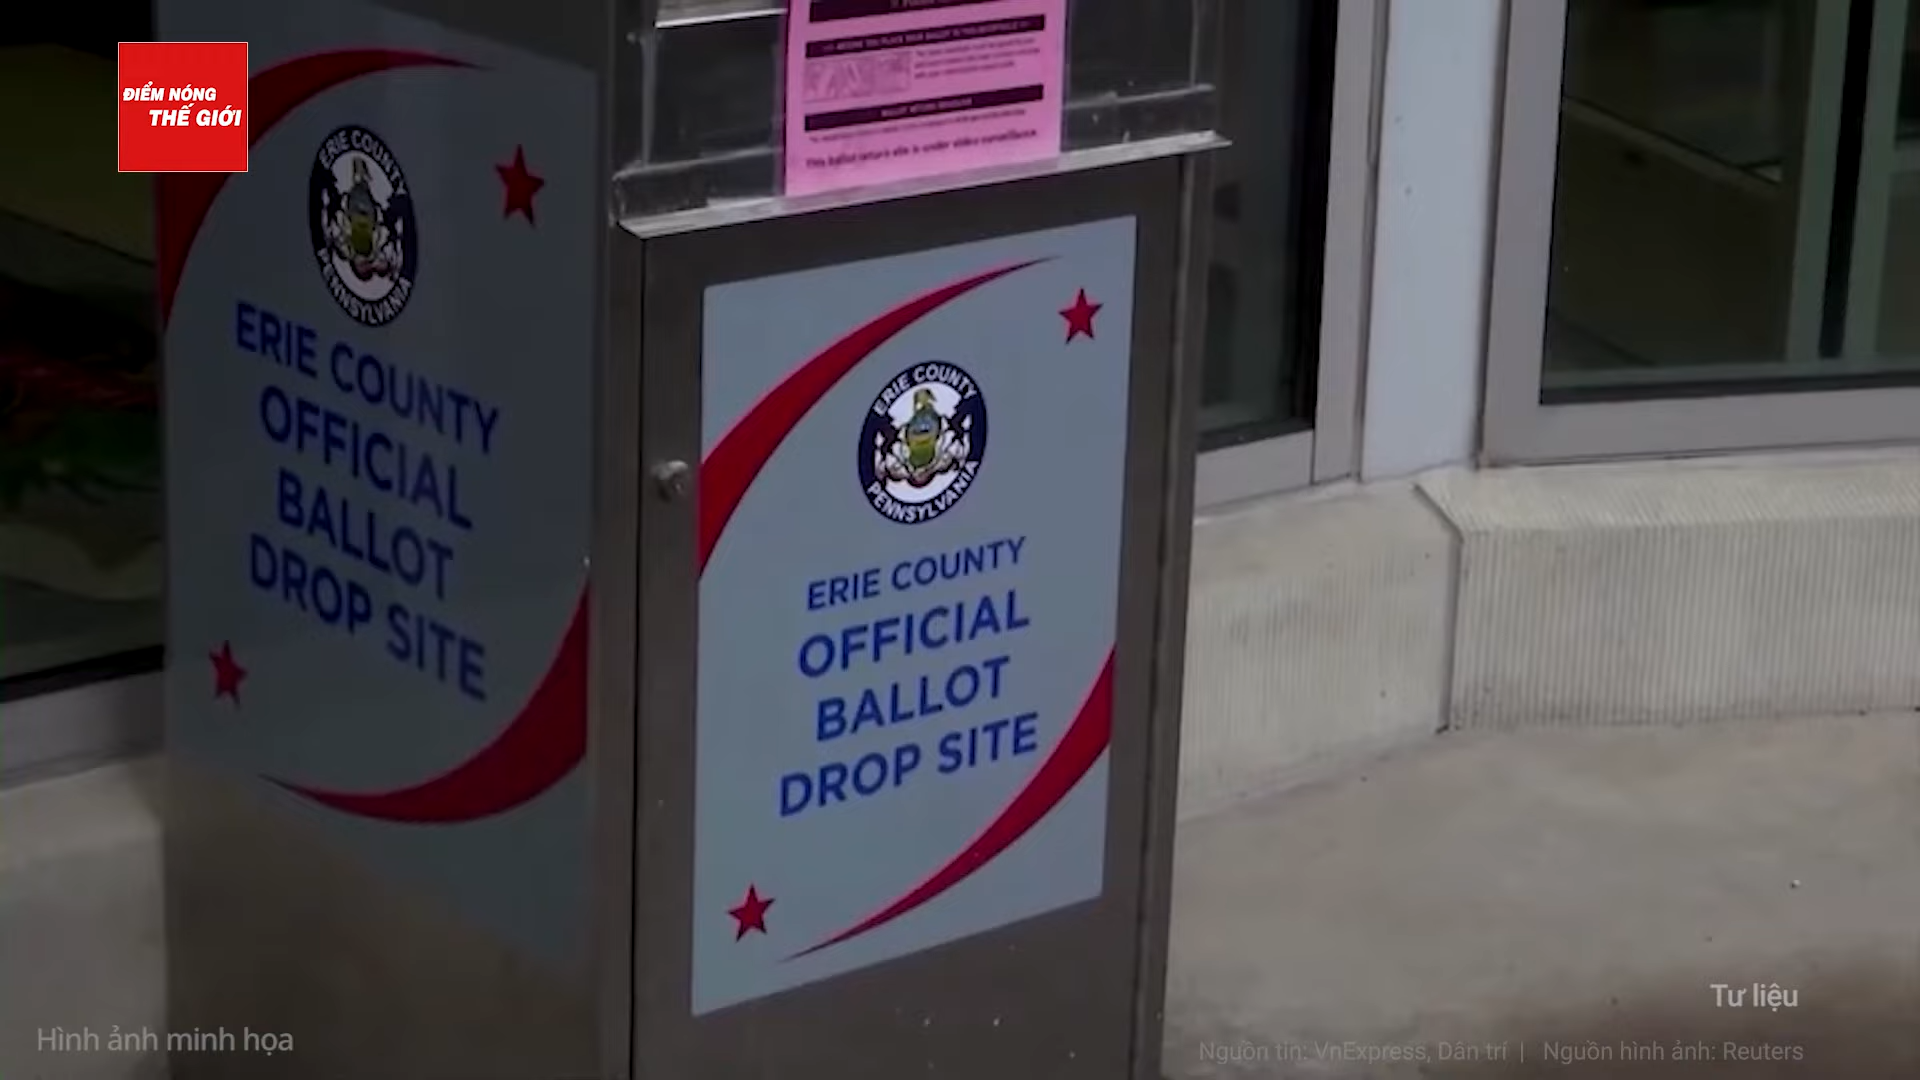 ĐIỂM NÓNG
THẾ GIỚI
This ballot return site is under video surveillance.
ERIE COUNTY
PENNSYLVANIA
ERIE COUNTY
OFFICIAL
BALLOT
DROP SITE
ERIE COUNTY
PENNSYLVANIA
ERIE COUNTY
OFFICIAL
BALLOT
DROP SITE
Tư liệu
Hình ảnh minh họa
Nguồn tin: VnExpress, Dân trí | Nguồn hình ảnh: Reuters